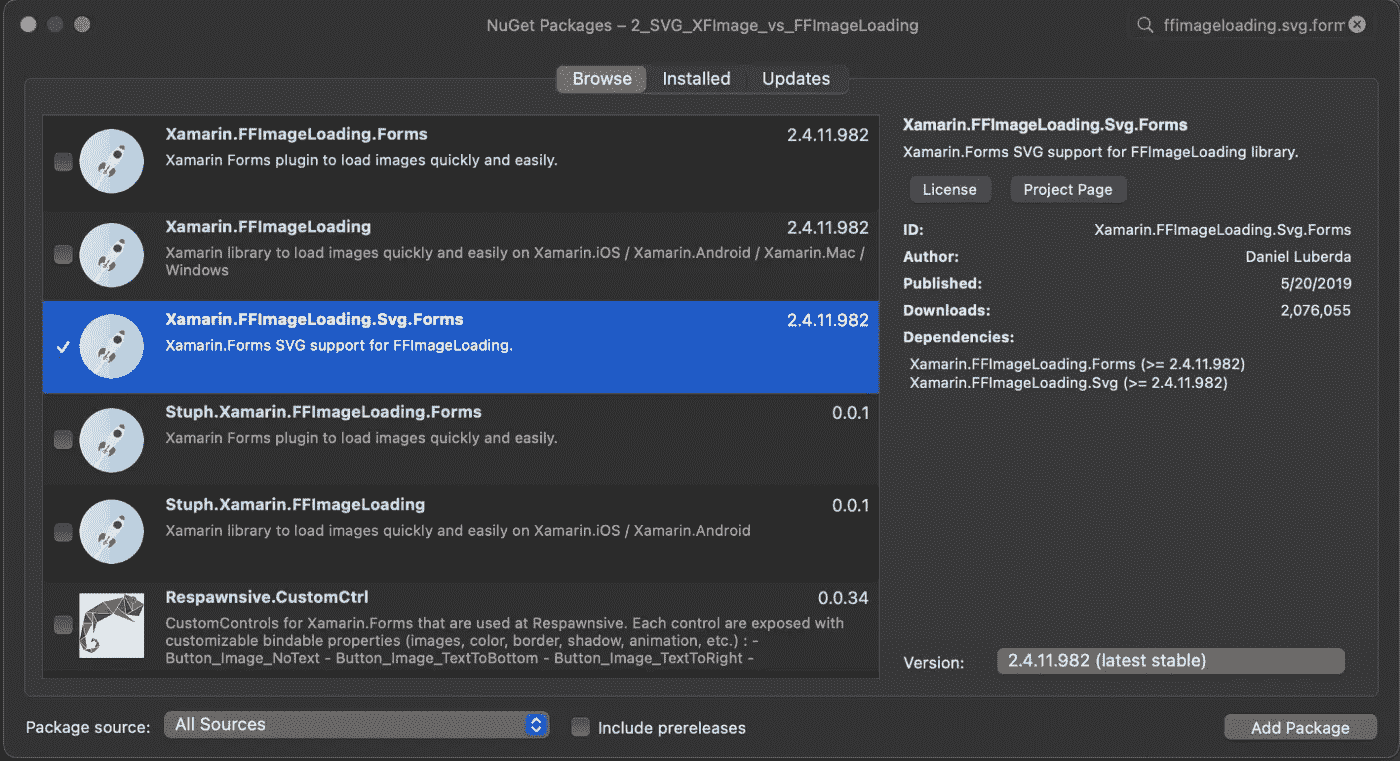 NuGet Packages – 2_SVG_XFImage_vs_FFImageLoading
ffimageloading.svg.form
Browse
Installed
Updates
Xamarin.FFImageLoading.Forms
2.4.11.982
Xamarin Forms plugin to load images quickly and easily.
Xamarin.FFImageLoading
2.4.11.982
Xamarin library to load images quickly and easily on Xamarin.iOS / Xamarin.Android / Xamarin.Mac /
Windows
Xamarin.FFImageLoading.Svg.Forms
2.4.11.982
Xamarin.Forms SVG support for FFImageLoading.
Stuph.Xamarin.FFImageLoading.Forms
0.0.1
Xamarin Forms plugin to load images quickly and easily.
Stuph.Xamarin.FFImageLoading
0.0.1
Xamarin library to load images quickly and easily on Xamarin.iOS / Xamarin.Android
Respawnsive.CustomCtrl
0.0.34
CustomControls for Xamarin.Forms that are used at Respawnsive. Each control are exposed with
customizable bindable properties (images, color, border, shadow, animation, etc.) : -
Button_Image_NoText - Button_Image_TextToBottom - Button_Image_TextToRight -
Xamarin.FFImageLoading.Svg.Forms
Xamarin.Forms SVG support for FFImageLoading library.
License
Project Page
ID: Xamarin.FFImageLoading.Svg.Forms
Author: Daniel Luberda
Published: 5/20/2019
Downloads: 2,076,055
Dependencies:
Xamarin.FFImageLoading.Forms (>= 2.4.11.982)
Xamarin.FFImageLoading.Svg (>= 2.4.11.982)
Version: 2.4.11.982 (latest stable)
Package source: All Sources
Include prereleases
Add Package